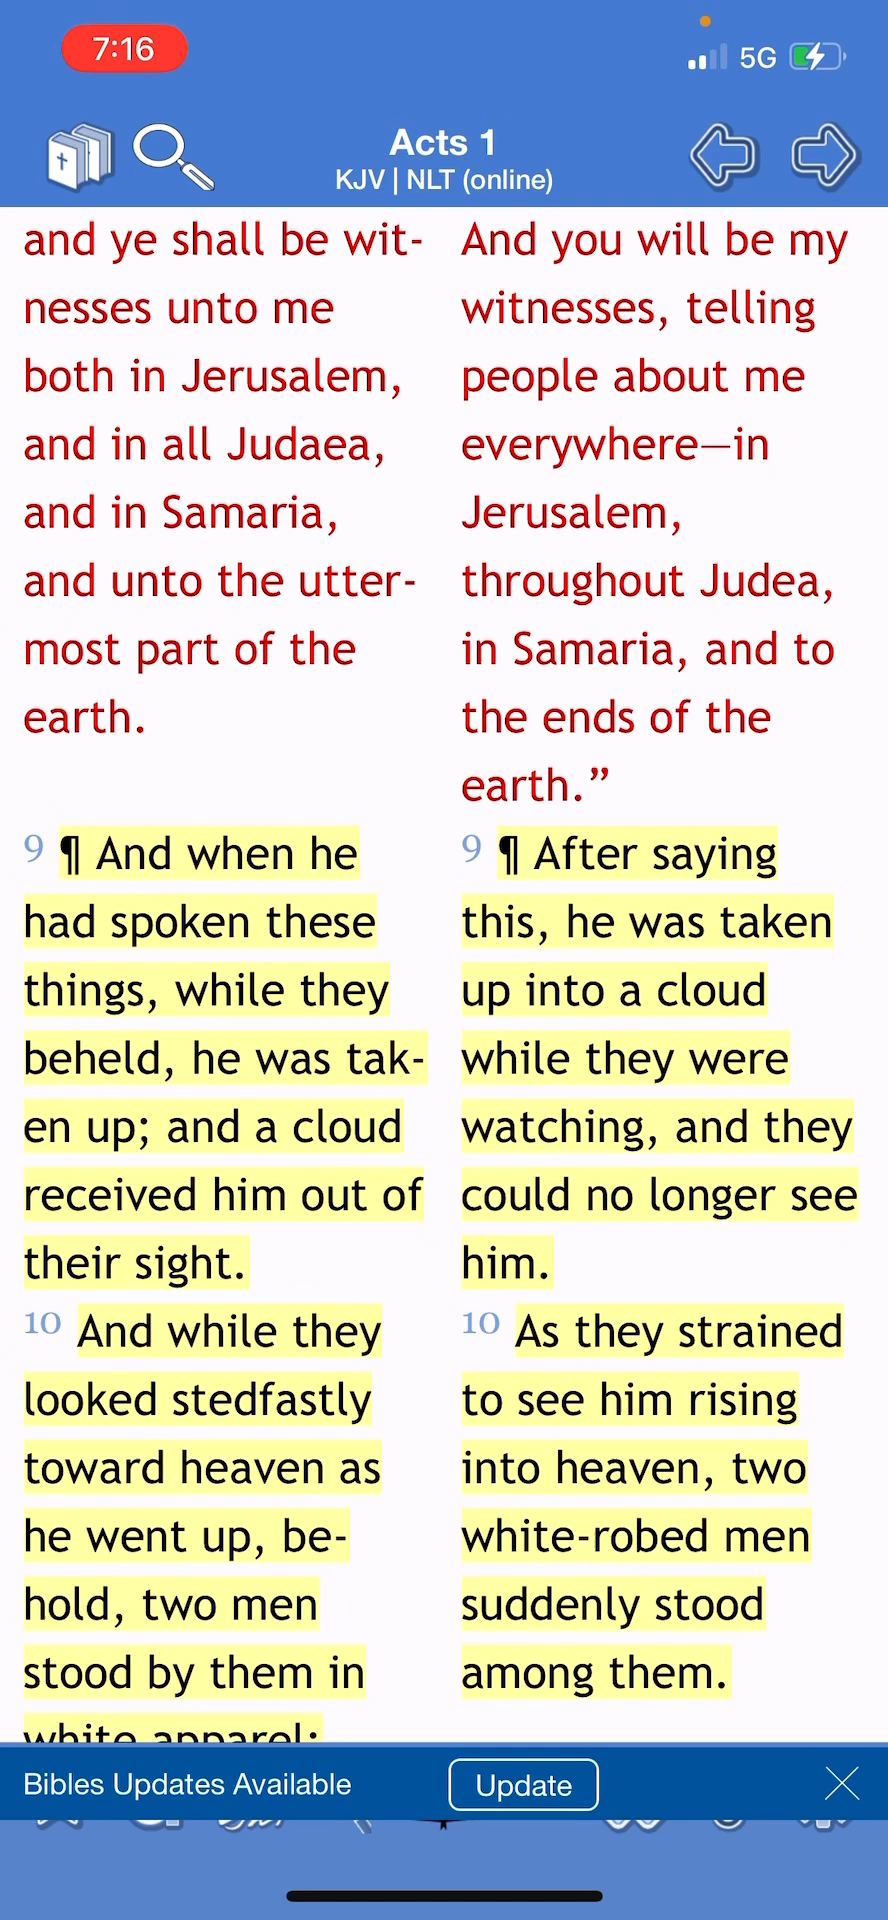 7:16
5G
Acts 1
KJV | NLT (online)
and ye shall be wit-
nesses unto me
both in Jerusalem,
and in all Judaea,
and in Samaria,
and unto the utter-
most part of the
earth.
9 ¶ And when he
had spoken these
things, while they
beheld, he was tak-
en up; and a cloud
received him out of
their sight.
10 And while they
looked stedfastly
toward heaven as
he went up, be-
hold, two men
stood by them in
white apparel;
And you will be my
witnesses, telling
people about me
everywhere—in
Jerusalem,
throughout Judea,
in Samaria, and to
the ends of the
earth.”
9 ¶ After saying
this, he was taken
up into a cloud
while they were
watching, and they
could no longer see
him.
10 As they strained
to see him rising
into heaven, two
white-robed men
suddenly stood
among them.
Bibles Updates Available
Update